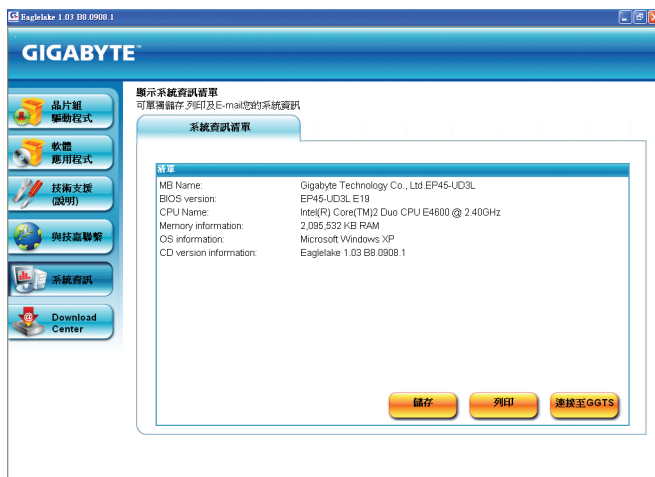 Eaglelake 1.03 B8.0908.1
GIGABYTE™
晶片組
驅動程式
軟體
應用程式
技術支援
(說明)
與技嘉聯繫
系統資訊
Download
Center
顯示系統資訊清單
可單獨儲存,列印及E-mail您的系統資訊
系統資訊清單
清單
MB Name: Gigabyte Technology Co., Ltd.EP45-UD3L
BIOS version: EP45-UD3L E19
CPU Name: Intel(R) Core(TM)2 Duo CPU E4600 @ 2.40GHz
Memory information: 2,095,532 KB RAM
OS information: Microsoft Windows XP
CD version information: Eaglelake 1.03 B8.0908.1
儲存 列印 連接至GGTS